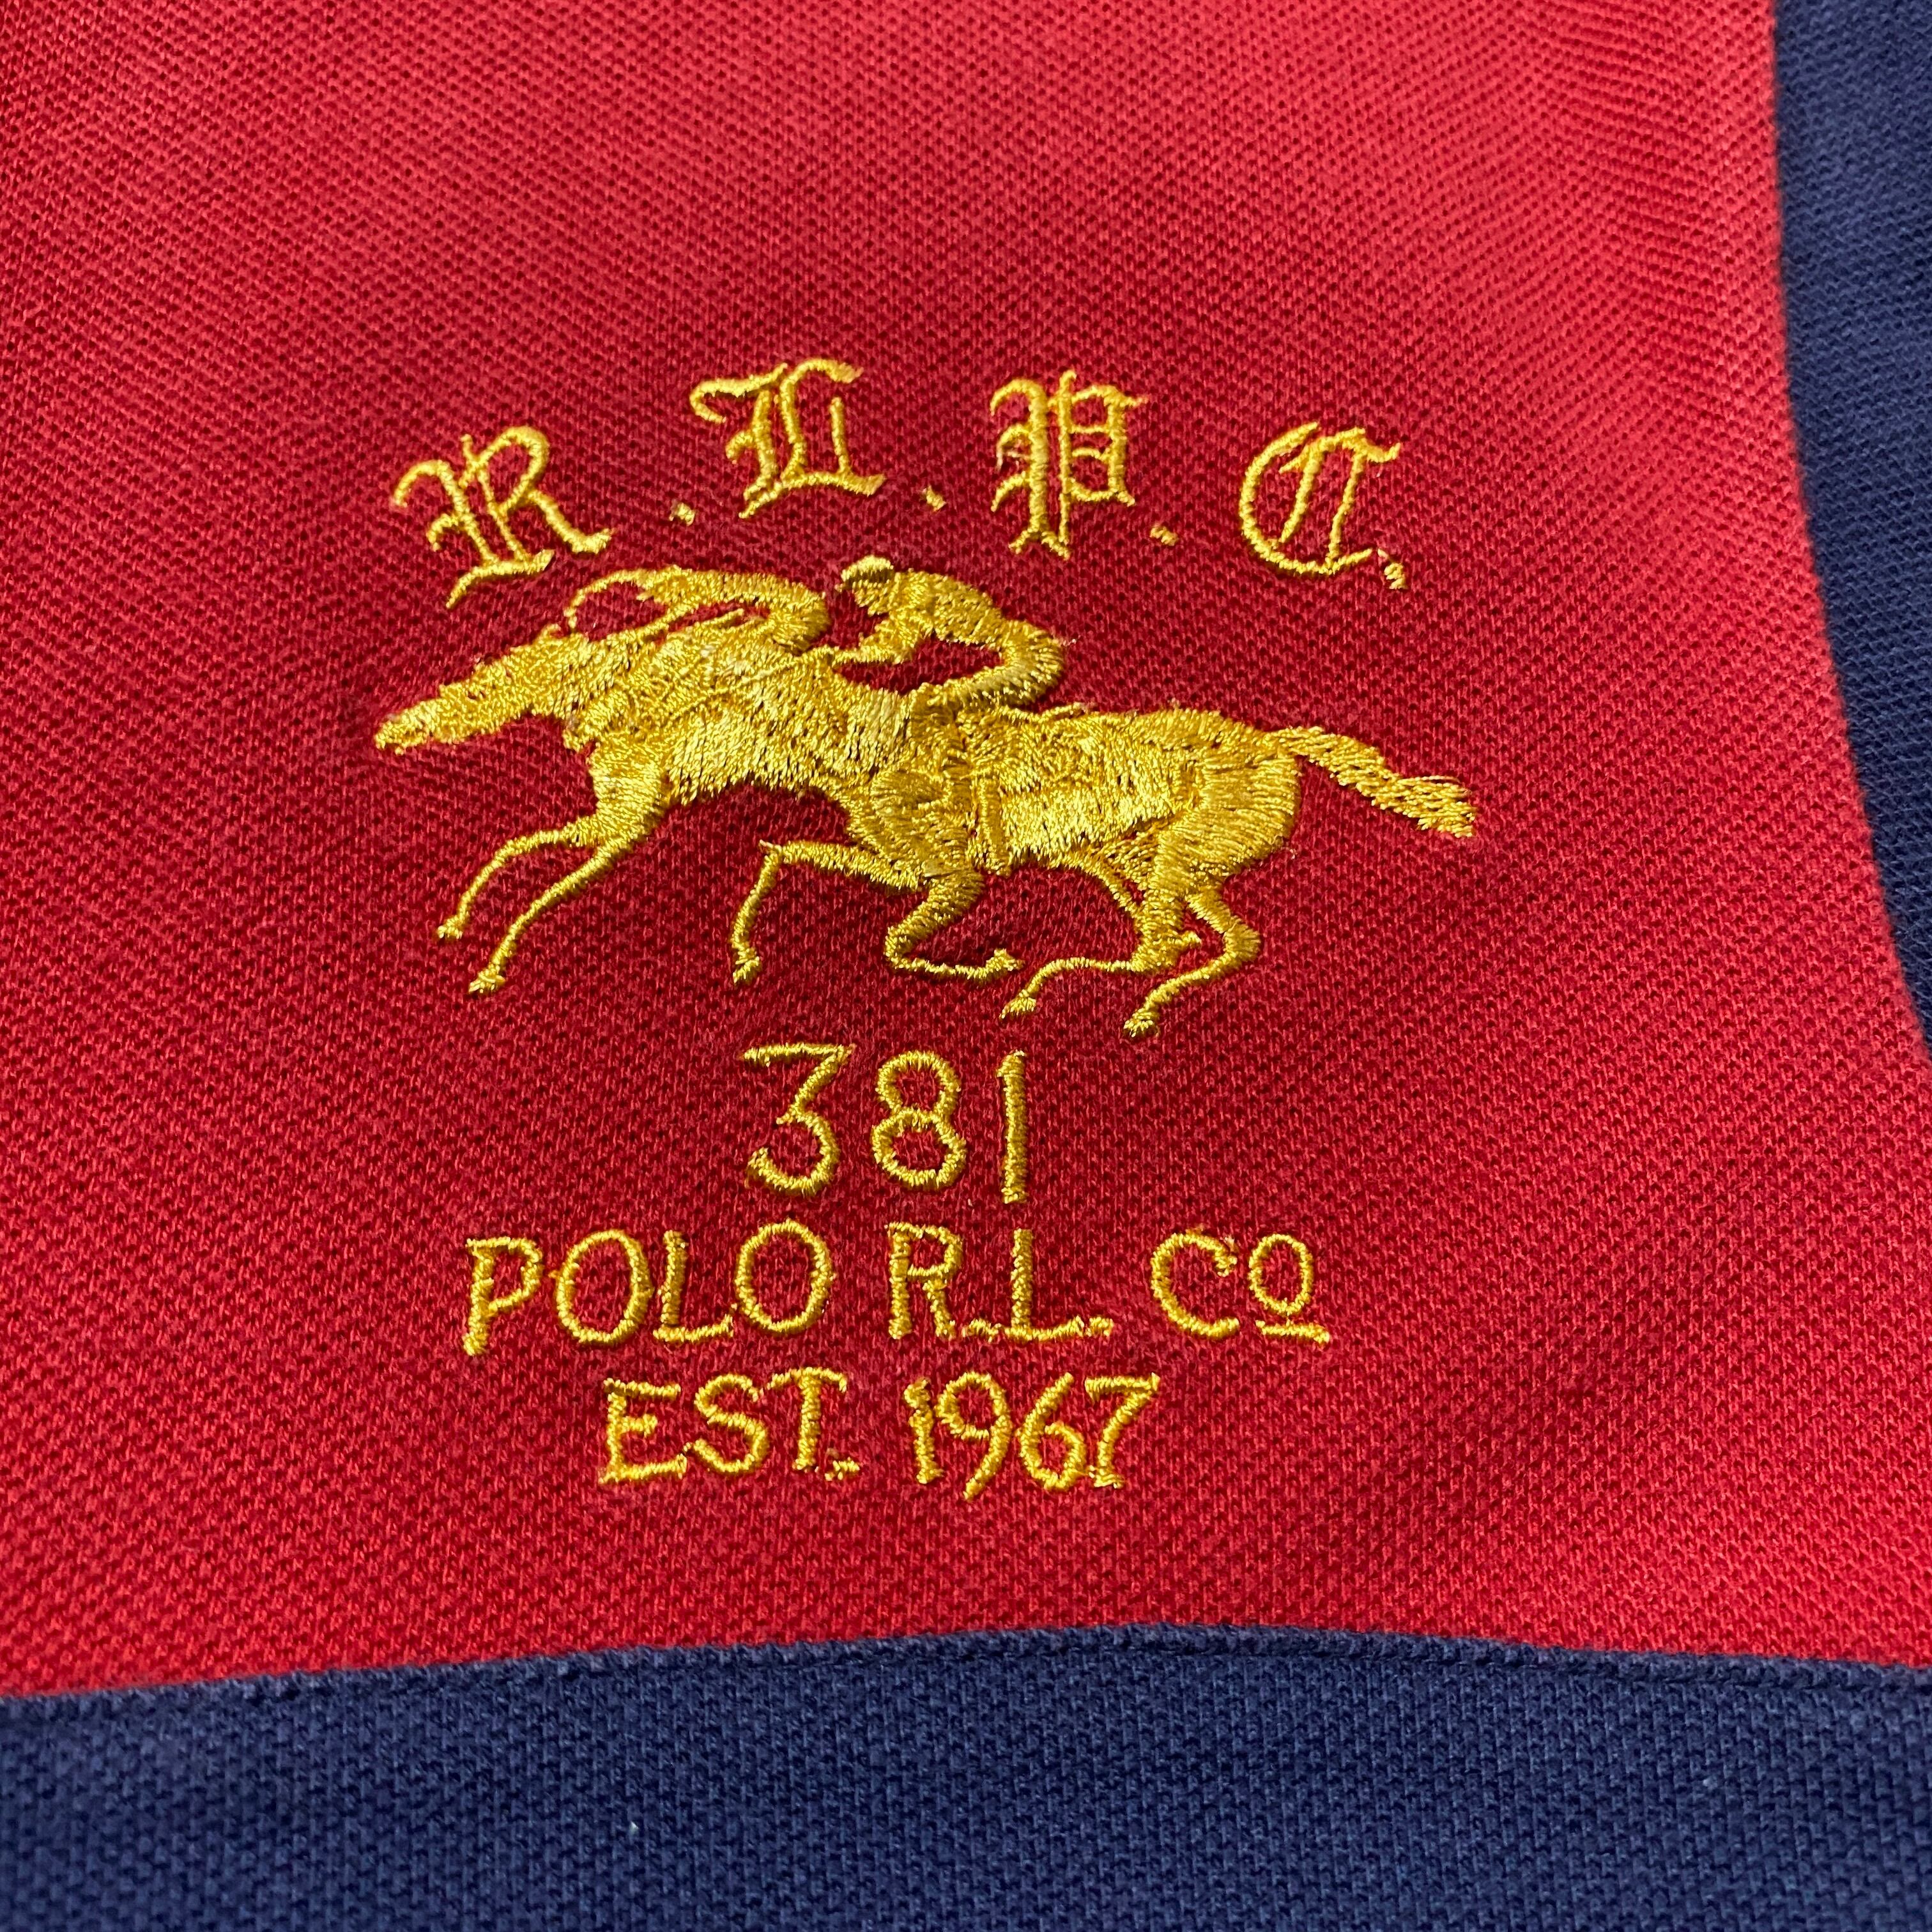 R.L.P.C.
381
POLO R.L. Co
EST. 1967